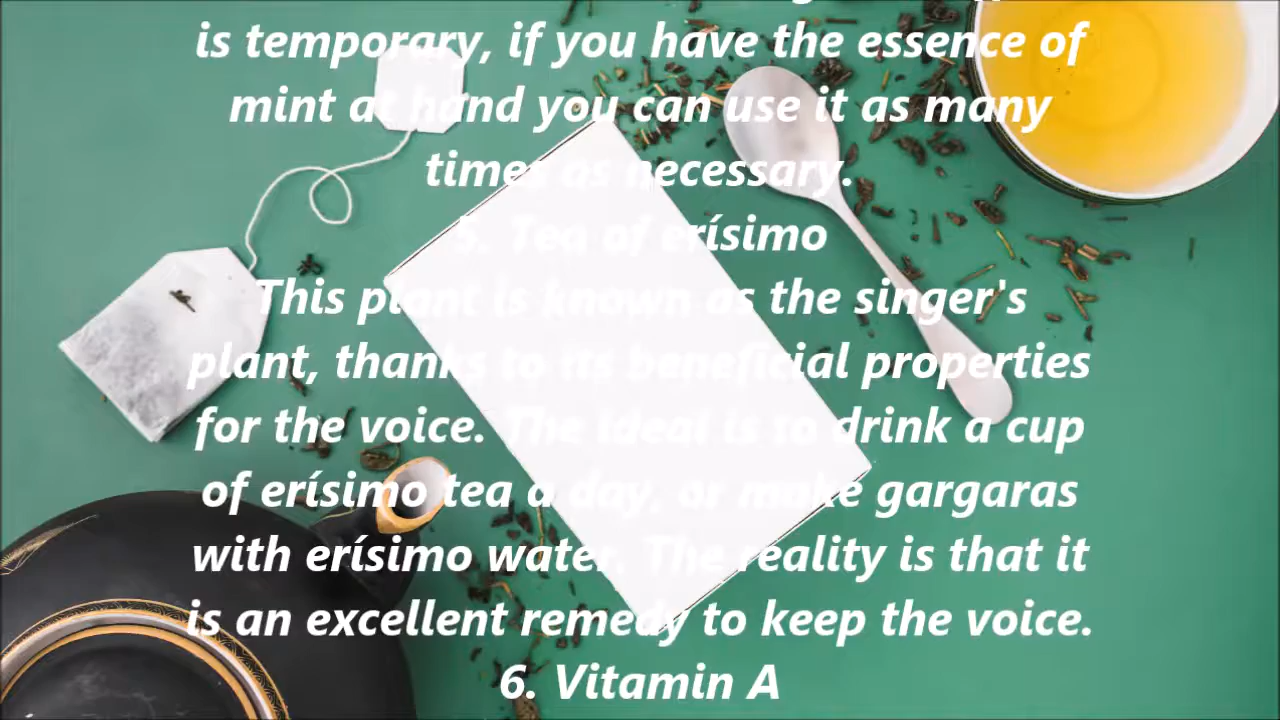 is temporary, if you have the essence of
mint at hand you can use it as many
times as necessary.
5. Tea of erísimo
This plant is known as the singer's
plant, thanks to its beneficial properties
for the voice. The ideal is to drink a cup
of erísimo tea a day, or make gargaras
with erísimo water. The reality is that it
is an excellent remedy to keep the voice.
6. Vitamin A